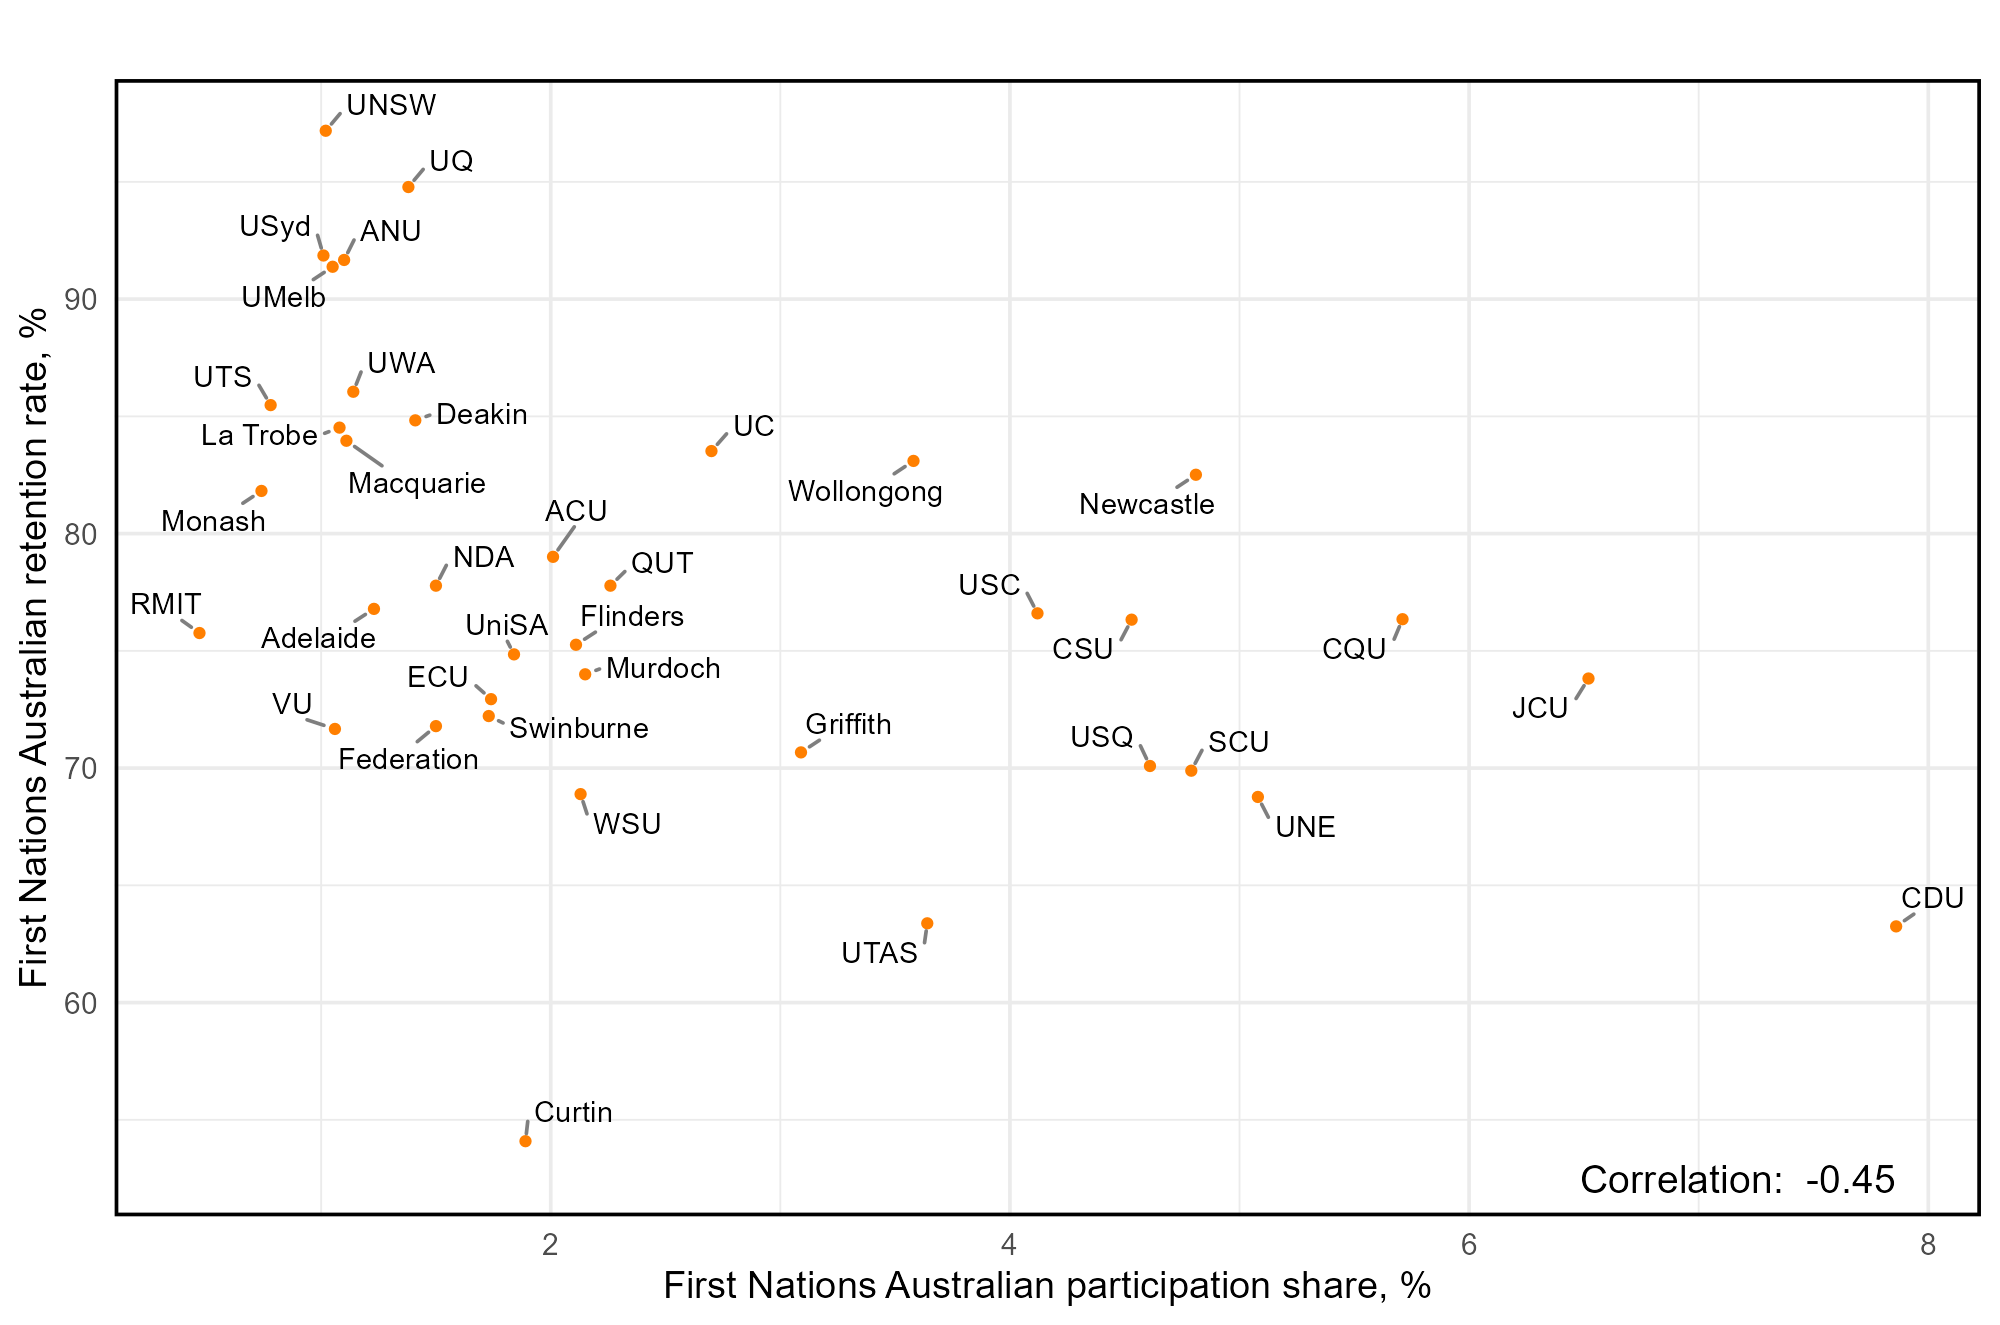 UNSW
UQ
USyd
ANU
UMelb
90
UWA
UTS
Deakin
UC
La Trobe
Macquarie
Wollongong
Newcastle
ACU
Monash
80
NDA
QUT
USC
RMIT
Flinders
UniSA
Adelaide
CSU
CQU
Murdoch
ECU
VU
JCU
Griffith
Swinburne
USQ
SCU
Federation
70
WSU
UNE
CDU
UTAS
60
Curtin
Correlation: -0.45
First Nations Australian retention rate, %
2
4
6
8
First Nations Australian participation share, %